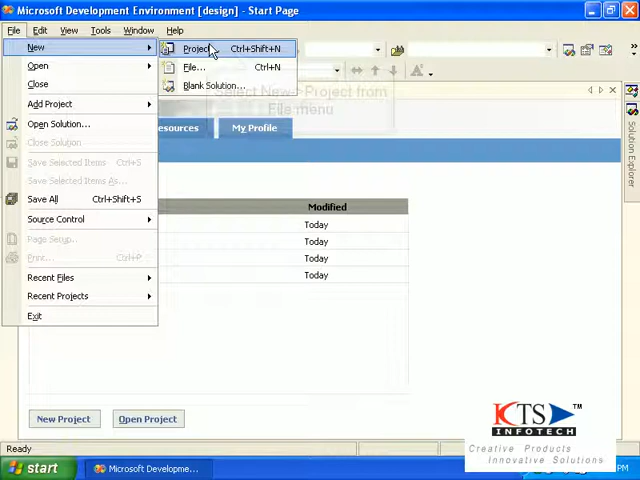 Microsoft Development Environment [design] - Start Page
File Edit View Tools Window Help
New
Project Ctrl+Shift+N
File... Ctrl+N
Blank Solution...
Select New->Project from
File menu
Open
Close
Add Project
Open Solution...
Close Solution
Save Selected Items Ctrl+S
Save Selected Items As...
Save All Ctrl+Shift+S
Source Control
Page Setup...
Print... Ctrl+P
Recent Files
Recent Projects
Exit
My Profile
Modified
Today
Today
Today
Solution Explorer
New Project Open Project
KTS TM
INFOTECH
Creative Products
Innovative Solutions
Ready
start Microsoft Developme...